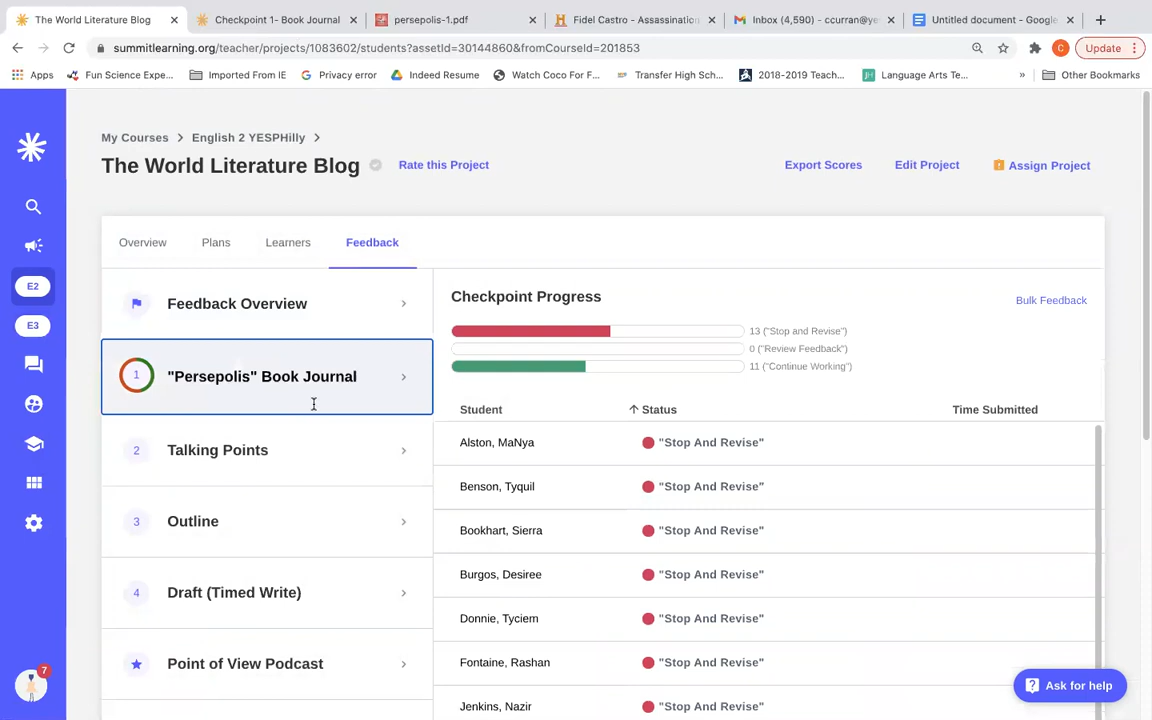 The World Literature Blog
Checkpoint 1- Book Journal
persepolis-1.pdf
Fidel Castro - Assassination
Inbox (4,590) - ccurran@ye
Untitled document - Google
summitlearning.org/teacher/projects/1083602/students?assetId=30144860&fromCourseId=201853
C
Update
Apps
Fun Science Expe...
Imported From IE
Privacy error
Indeed Resume
Watch Coco For F...
Transfer High Sch...
2018-2019 Teach...
Language Arts Te...
»
Other Bookmarks
My Courses > English 2 YESPHilly >
The World Literature Blog
Rate this Project
Export Scores
Edit Project
Assign Project
E2
E3
7
Overview
Plans
Learners
Feedback
Feedback Overview
1
"Persepolis" Book Journal
2
Talking Points
3
Outline
4
Draft (Timed Write)
Point of View Podcast
Checkpoint Progress
Bulk Feedback
13 ("Stop and Revise")
0 ("Review Feedback")
11 ("Continue Working")
Student
Status
Time Submitted
Alston, MaNya
"Stop And Revise"
Benson, Tyquil
"Stop And Revise"
Bookhart, Sierra
"Stop And Revise"
Burgos, Desiree
"Stop And Revise"
Donnie, Tyciem
"Stop And Revise"
Fontaine, Rashan
"Stop And Revise"
Jenkins, Nazir
"Stop And Revise"
Ask for help